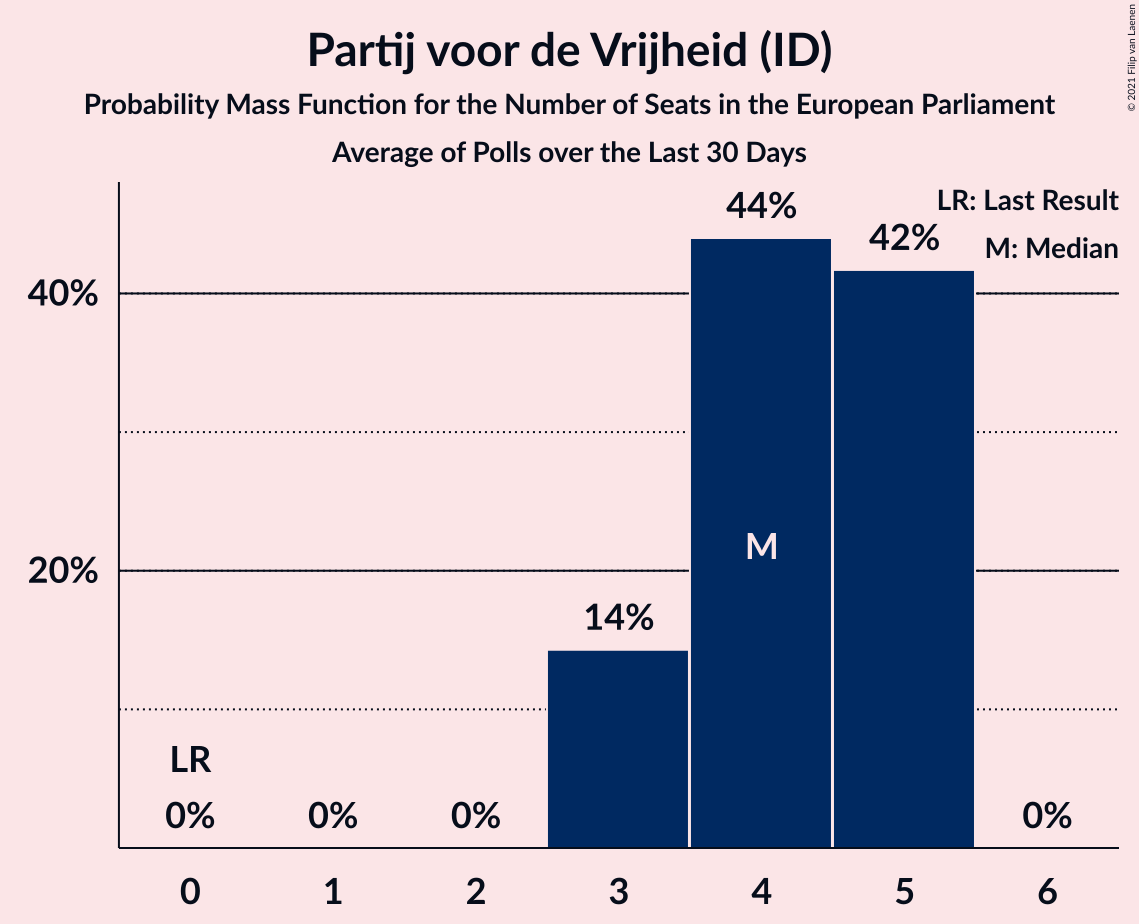 Partij voor de Vrijheid (ID)
Probability Mass Function for the Number of Seats in the European Parliament
Average of Polls over the Last 30 Days
© 2021 Filip van Laenen
LR: Last Result
M: Median
44%
42%
40%
M
20%
14%
LR
0%
0%
0%
0%
0
1
2
3
4
5
6